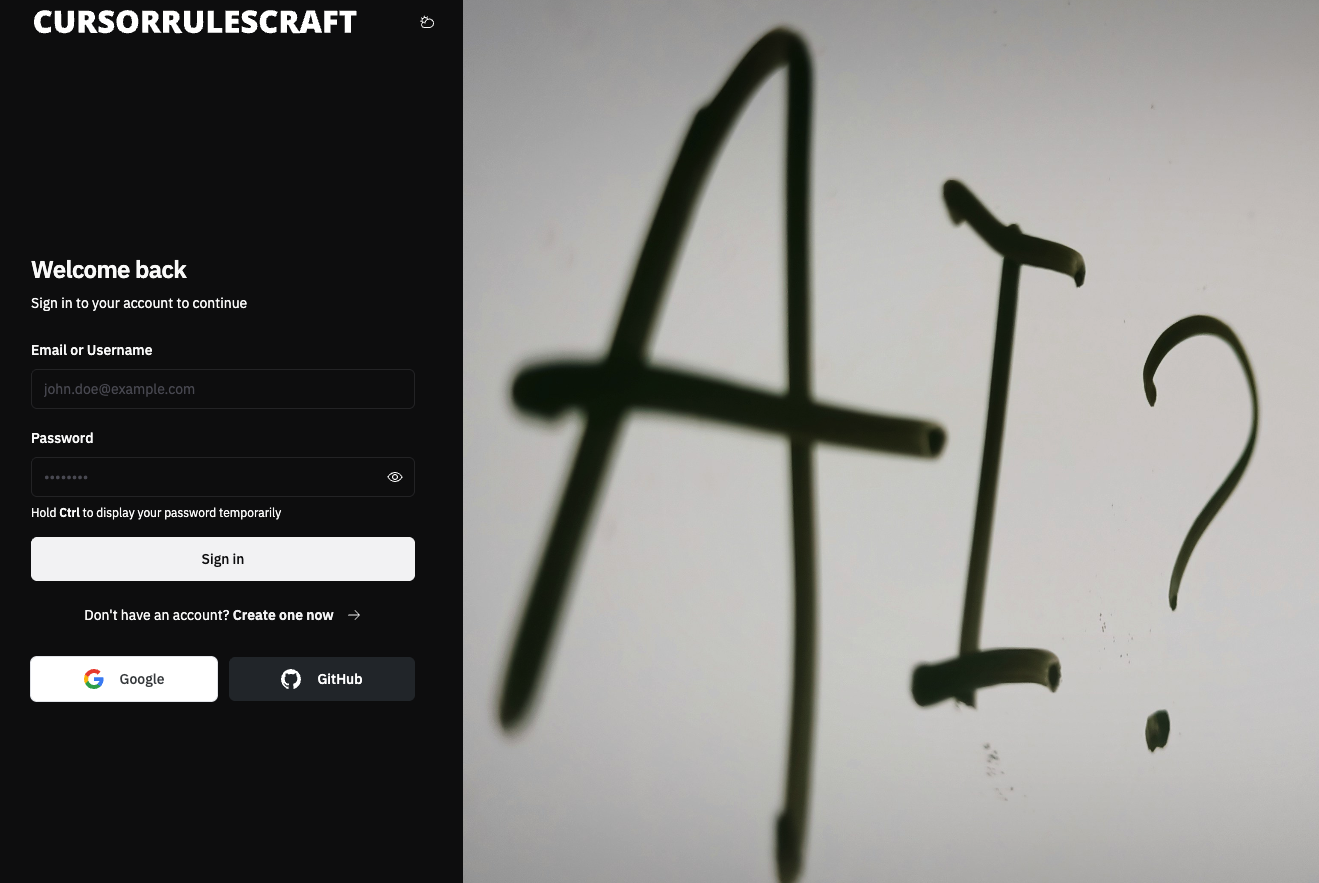 CURSORRULESCRAFT
Welcome back
Sign in to your account to continue
Email or Username
john.doe@example.com
Password
••••••••
Hold Ctrl to display your password temporarily
Sign in
Don't have an account? Create one now →
Google
GitHub
AI?